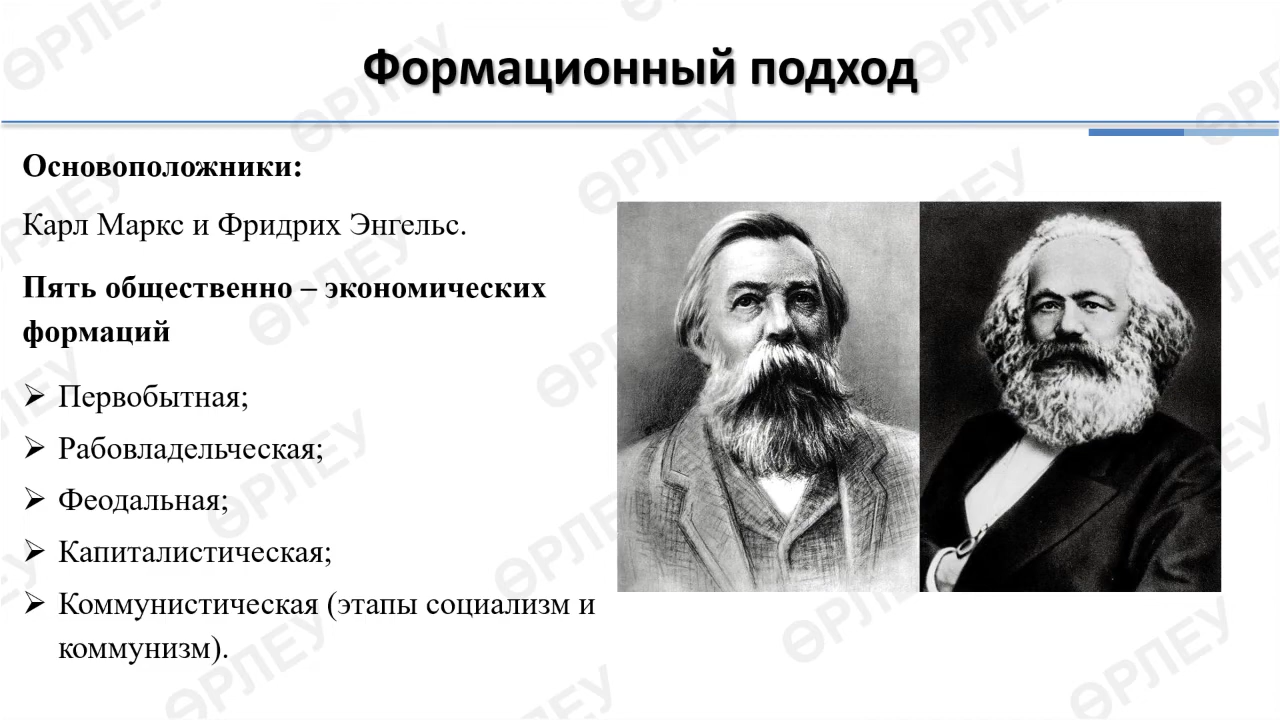 Формационный подход
Основоположники:
Карл Маркс и Фридрих Энгельс.
Пять общественно – экономических
формаций
Первобытная;
Рабовладельческая;
Феодальная;
Капиталистическая;
Коммунистическая (этапы социализм и
коммунизм).
ӨРЛЕУ